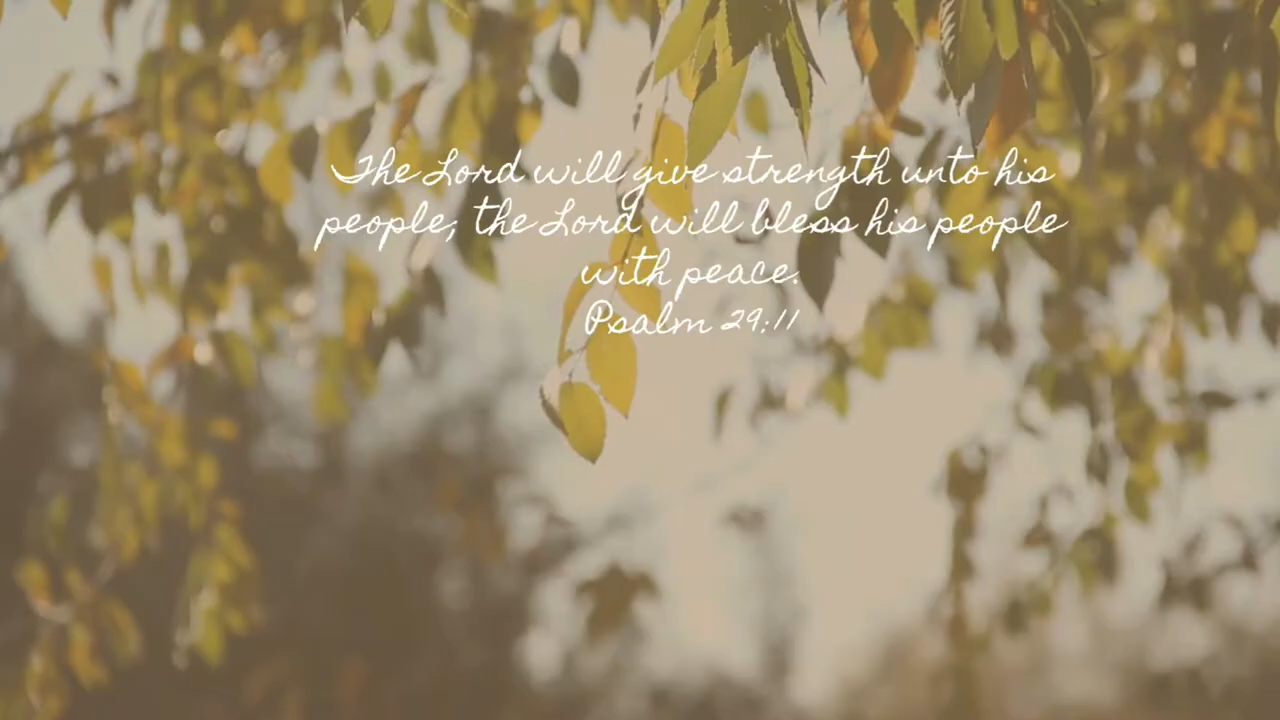 The Lord will give strength unto his
people; the Lord will bless his people
with peace.
Psalm 29:11